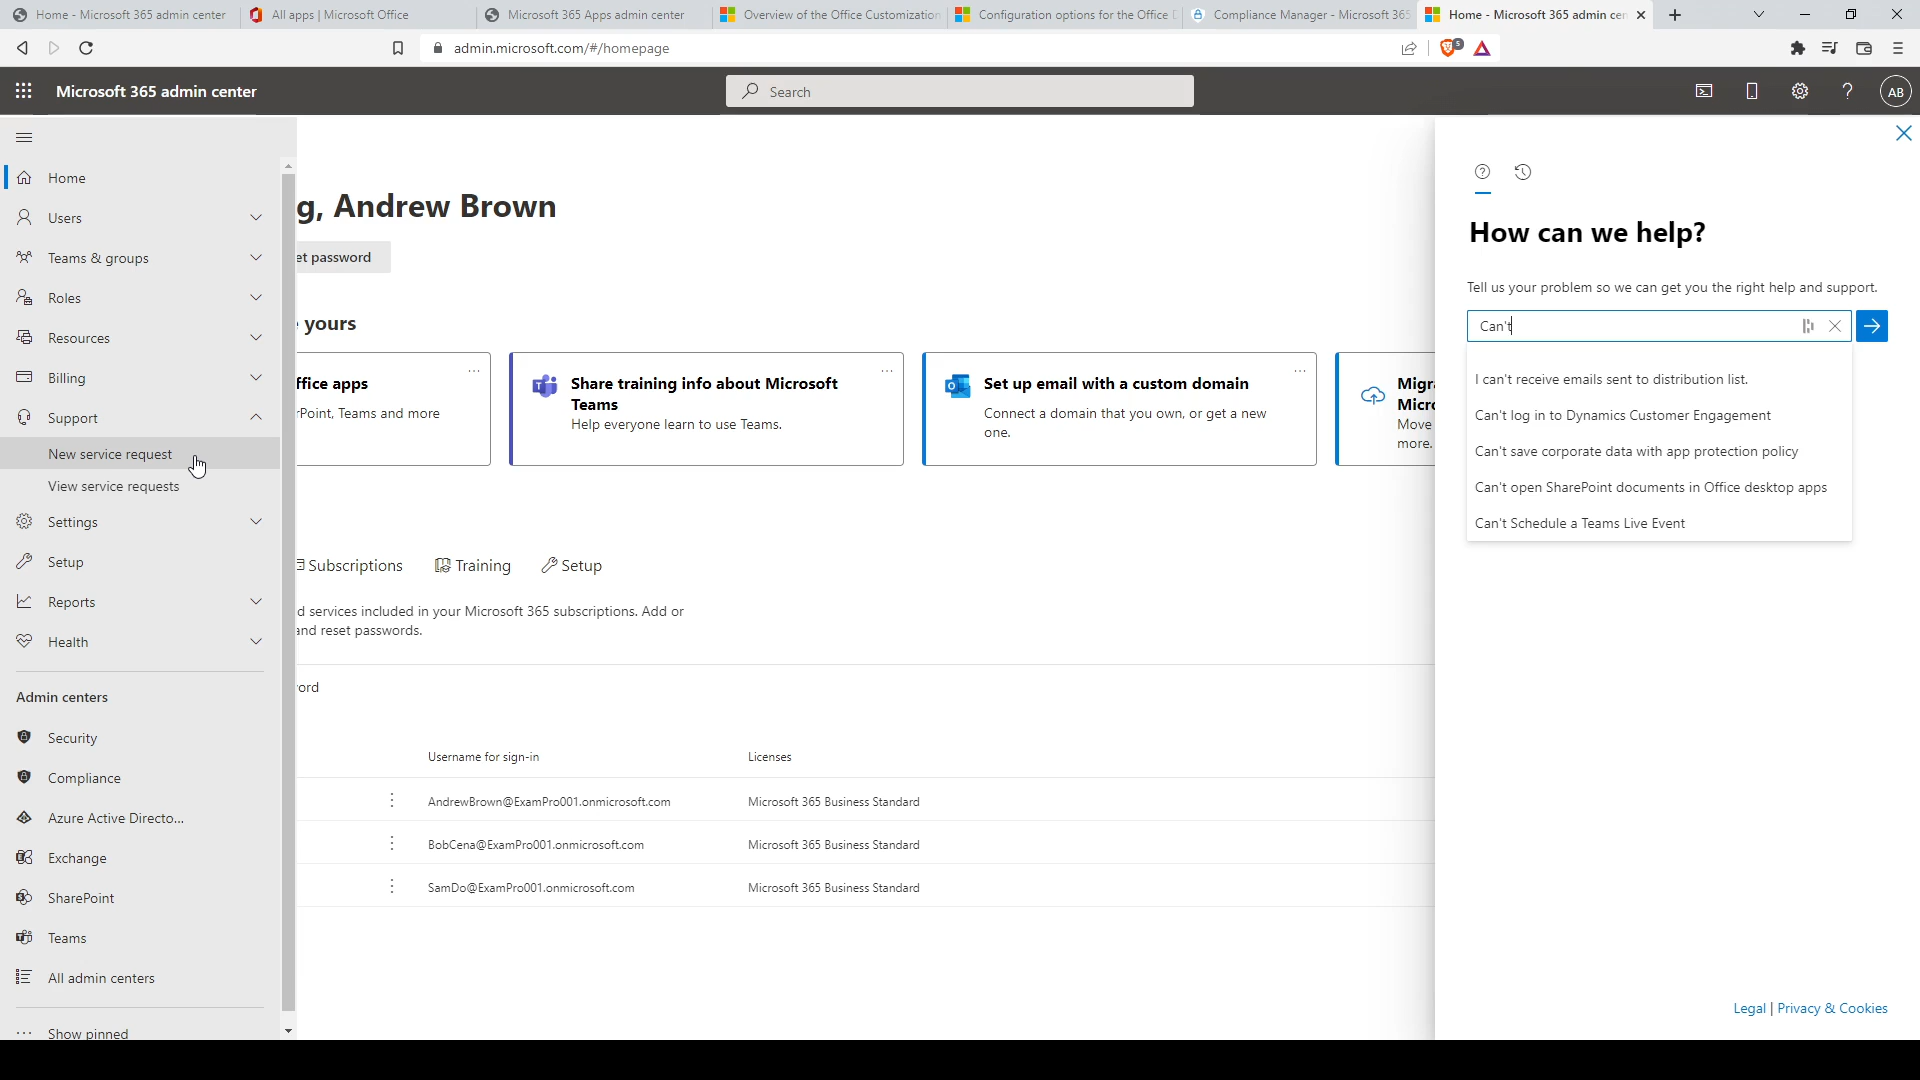 Home - Microsoft 365 admin center
All apps | Microsoft Office
Microsoft 365 Apps admin center
Overview of the Office Customization
Configuration options for the Office
Compliance Manager - Microsoft 365
Home - Microsoft 365 admin cen
admin.microsoft.com/#/homepage
5
Microsoft 365 admin center
Search
AB
Home
Users
Teams & groups
Roles
Resources
Billing
Support
New service request
View service requests
Settings
Setup
Reports
Health
Admin centers
Security
Compliance
Azure Active Directo...
Exchange
SharePoint
Teams
All admin centers
Show pinned
g, Andrew Brown
et password
yours
ffice apps
rPoint, Teams and more
Share training info about Microsoft
Teams
Help everyone learn to use Teams.
Set up email with a custom domain
Connect a domain that you own, or get a new
one.
Migr
Micro
Move
more.
Subscriptions
Training
Setup
d services included in your Microsoft 365 subscriptions. Add or
and reset passwords.
ord
Username for sign-in
Licenses
AndrewBrown@ExamPro001.onmicrosoft.com
Microsoft 365 Business Standard
BobCena@ExamPro001.onmicrosoft.com
Microsoft 365 Business Standard
SamDo@ExamPro001.onmicrosoft.com
Microsoft 365 Business Standard
How can we help?
Tell us your problem so we can get you the right help and support.
Can't
I can't receive emails sent to distribution list.
Can't log in to Dynamics Customer Engagement
Can't save corporate data with app protection policy
Can't open SharePoint documents in Office desktop apps
Can't Schedule a Teams Live Event
Legal | Privacy & Cookies